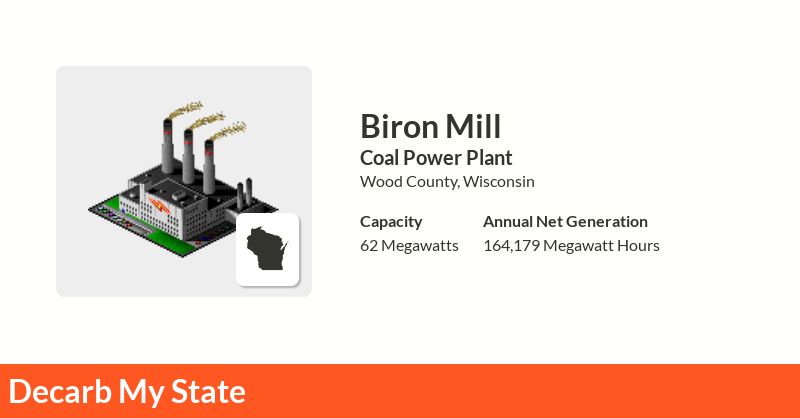 Biron Mill
Coal Power Plant
Wood County, Wisconsin
Capacity
62 Megawatts
Annual Net Generation
164,179 Megawatt Hours
Decarb My State